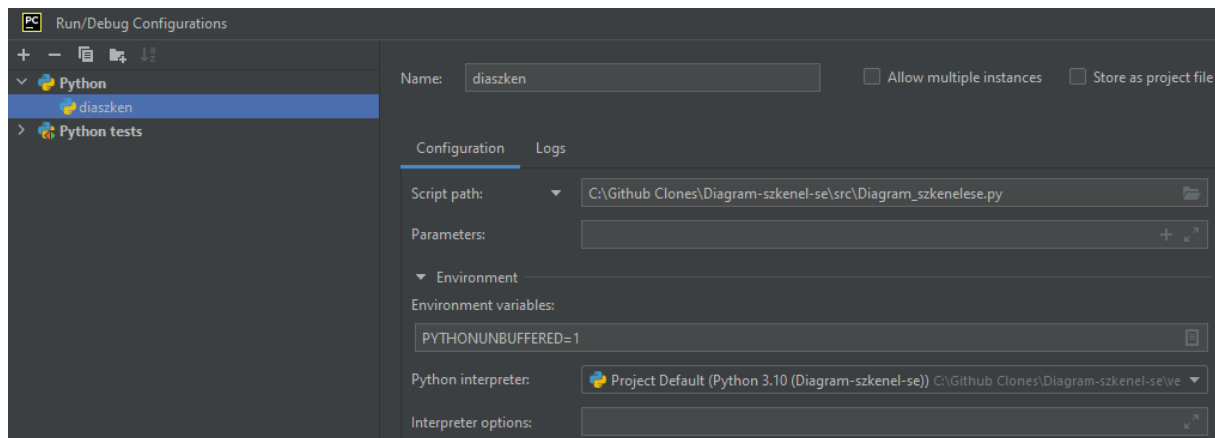 PC Run/Debug Configurations
Python
diaszken
Python tests
Name: diaszken Allow multiple instances Store as project file
Configuration Logs
Script path: C:\Github Clones\Diagram-szkenel-se\src\Diagram_szkenelese.py
Parameters:
Environment
Environment variables:
PYTHONUNBUFFERED=1
Python interpreter: Project Default (Python 3.10 (Diagram-szkenel-se)) C:\Github Clones\Diagram-szkenel-se\ve
Interpreter options: